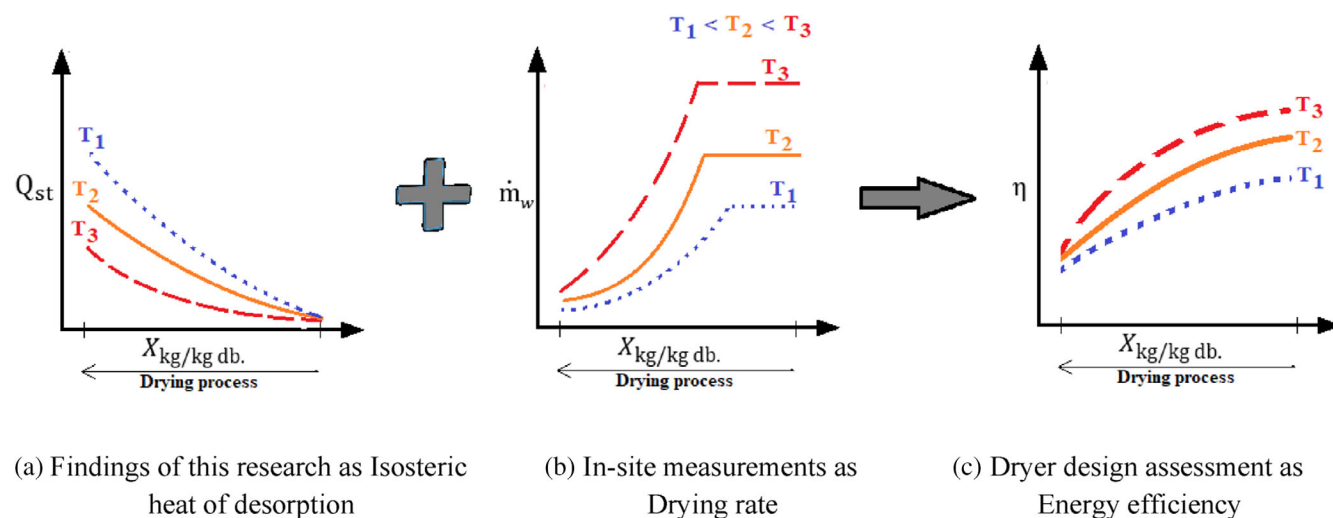 T1 < T2 < T3
Qst
T1
T2
T3
Xkg/kg db.
Drying process
ṁw
T3
T2
T1
Xkg/kg db.
Drying process
η
T3
T2
T1
Xkg/kg db.
Drying process
(a) Findings of this research as Isosteric
heat of desorption
(b) In-site measurements as
Drying rate
(c) Dryer design assessment as
Energy efficiency